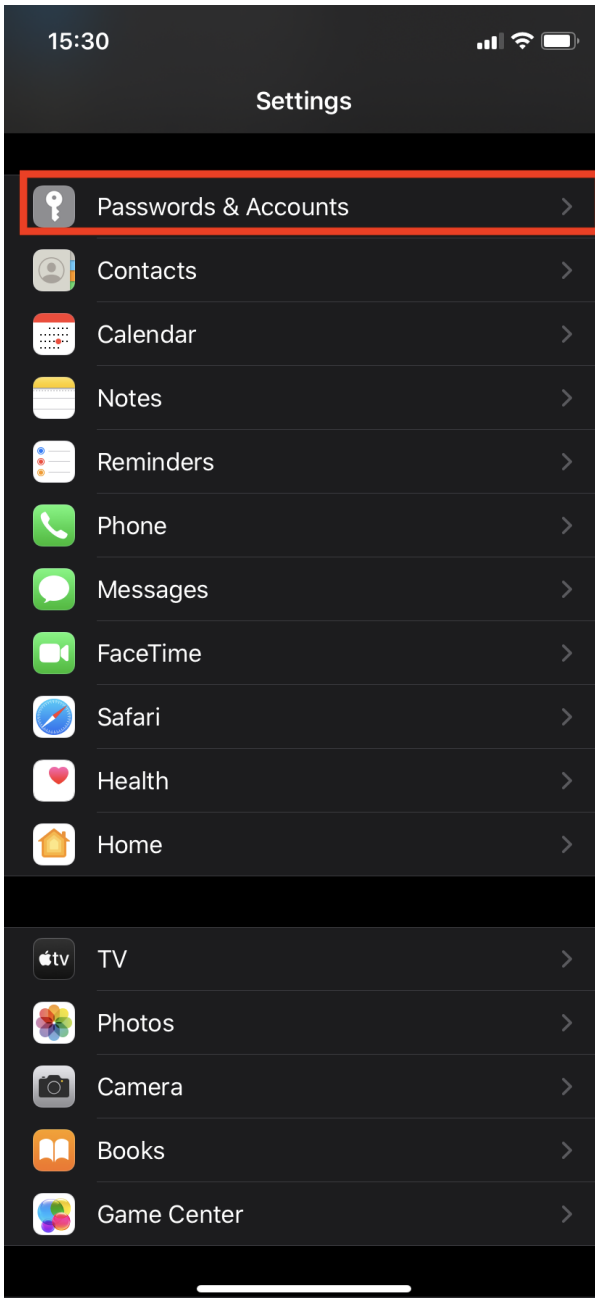 15:30
Settings
Passwords & Accounts
Contacts
Calendar
Notes
Reminders
Phone
Messages
FaceTime
Safari
Health
Home
tv TV
Photos
Camera
Books
Game Center